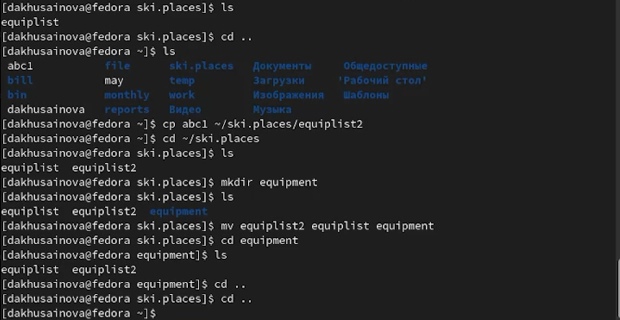 [dakhusainova@fedora ski.places]$ ls
equiplist
[dakhusainova@fedora ski.places]$ cd ..
[dakhusainova@fedora ~]$ ls
abc1 file ski.places Документы Общедоступные
bill may temp Загрузки 'Рабочий стол'
bin monthly work Изображения Шаблоны
dakhusainova reports Видео Музыка
[dakhusainova@fedora ~]$ cp abc1 ~/ski.places/equiplist2
[dakhusainova@fedora ~]$ cd ~/ski.places
[dakhusainova@fedora ski.places]$ ls
equiplist equiplist2
[dakhusainova@fedora ski.places]$ mkdir equipment
[dakhusainova@fedora ski.places]$ ls
equiplist equiplist2 equipment
[dakhusainova@fedora ski.places]$ mv equiplist2 equiplist equipment
[dakhusainova@fedora ski.places]$ cd equipment
[dakhusainova@fedora equipment]$ ls
equiplist equiplist2
[dakhusainova@fedora equipment]$ cd ..
[dakhusainova@fedora ski.places]$ cd ..
[dakhusainova@fedora ~]$